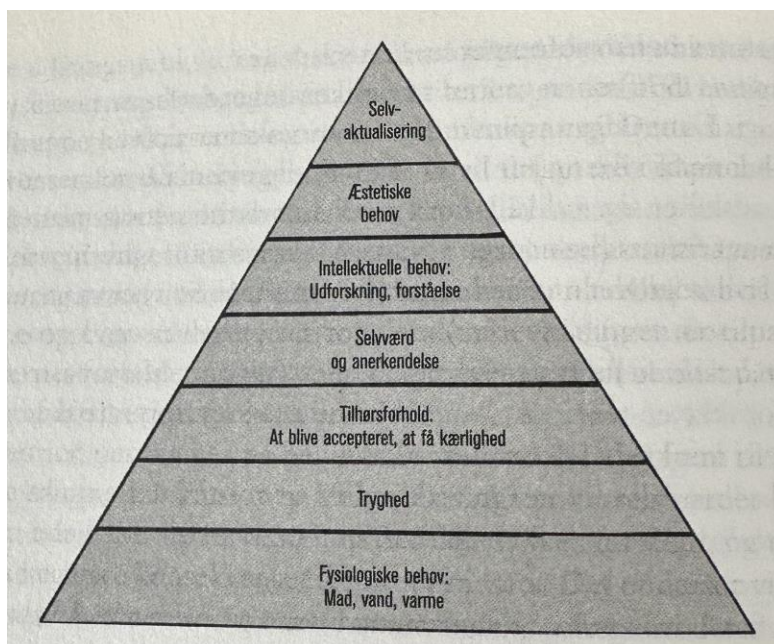 Selv-
aktualisering
Æstetiske
behov
Intellektuelle behov:
Udforskning, forståelse
Selvværd
og anerkendelse
Tilhørsforhold.
At blive accepteret, at få kærlighed
Tryghed
Fysiologiske behov:
Mad, vand, varme